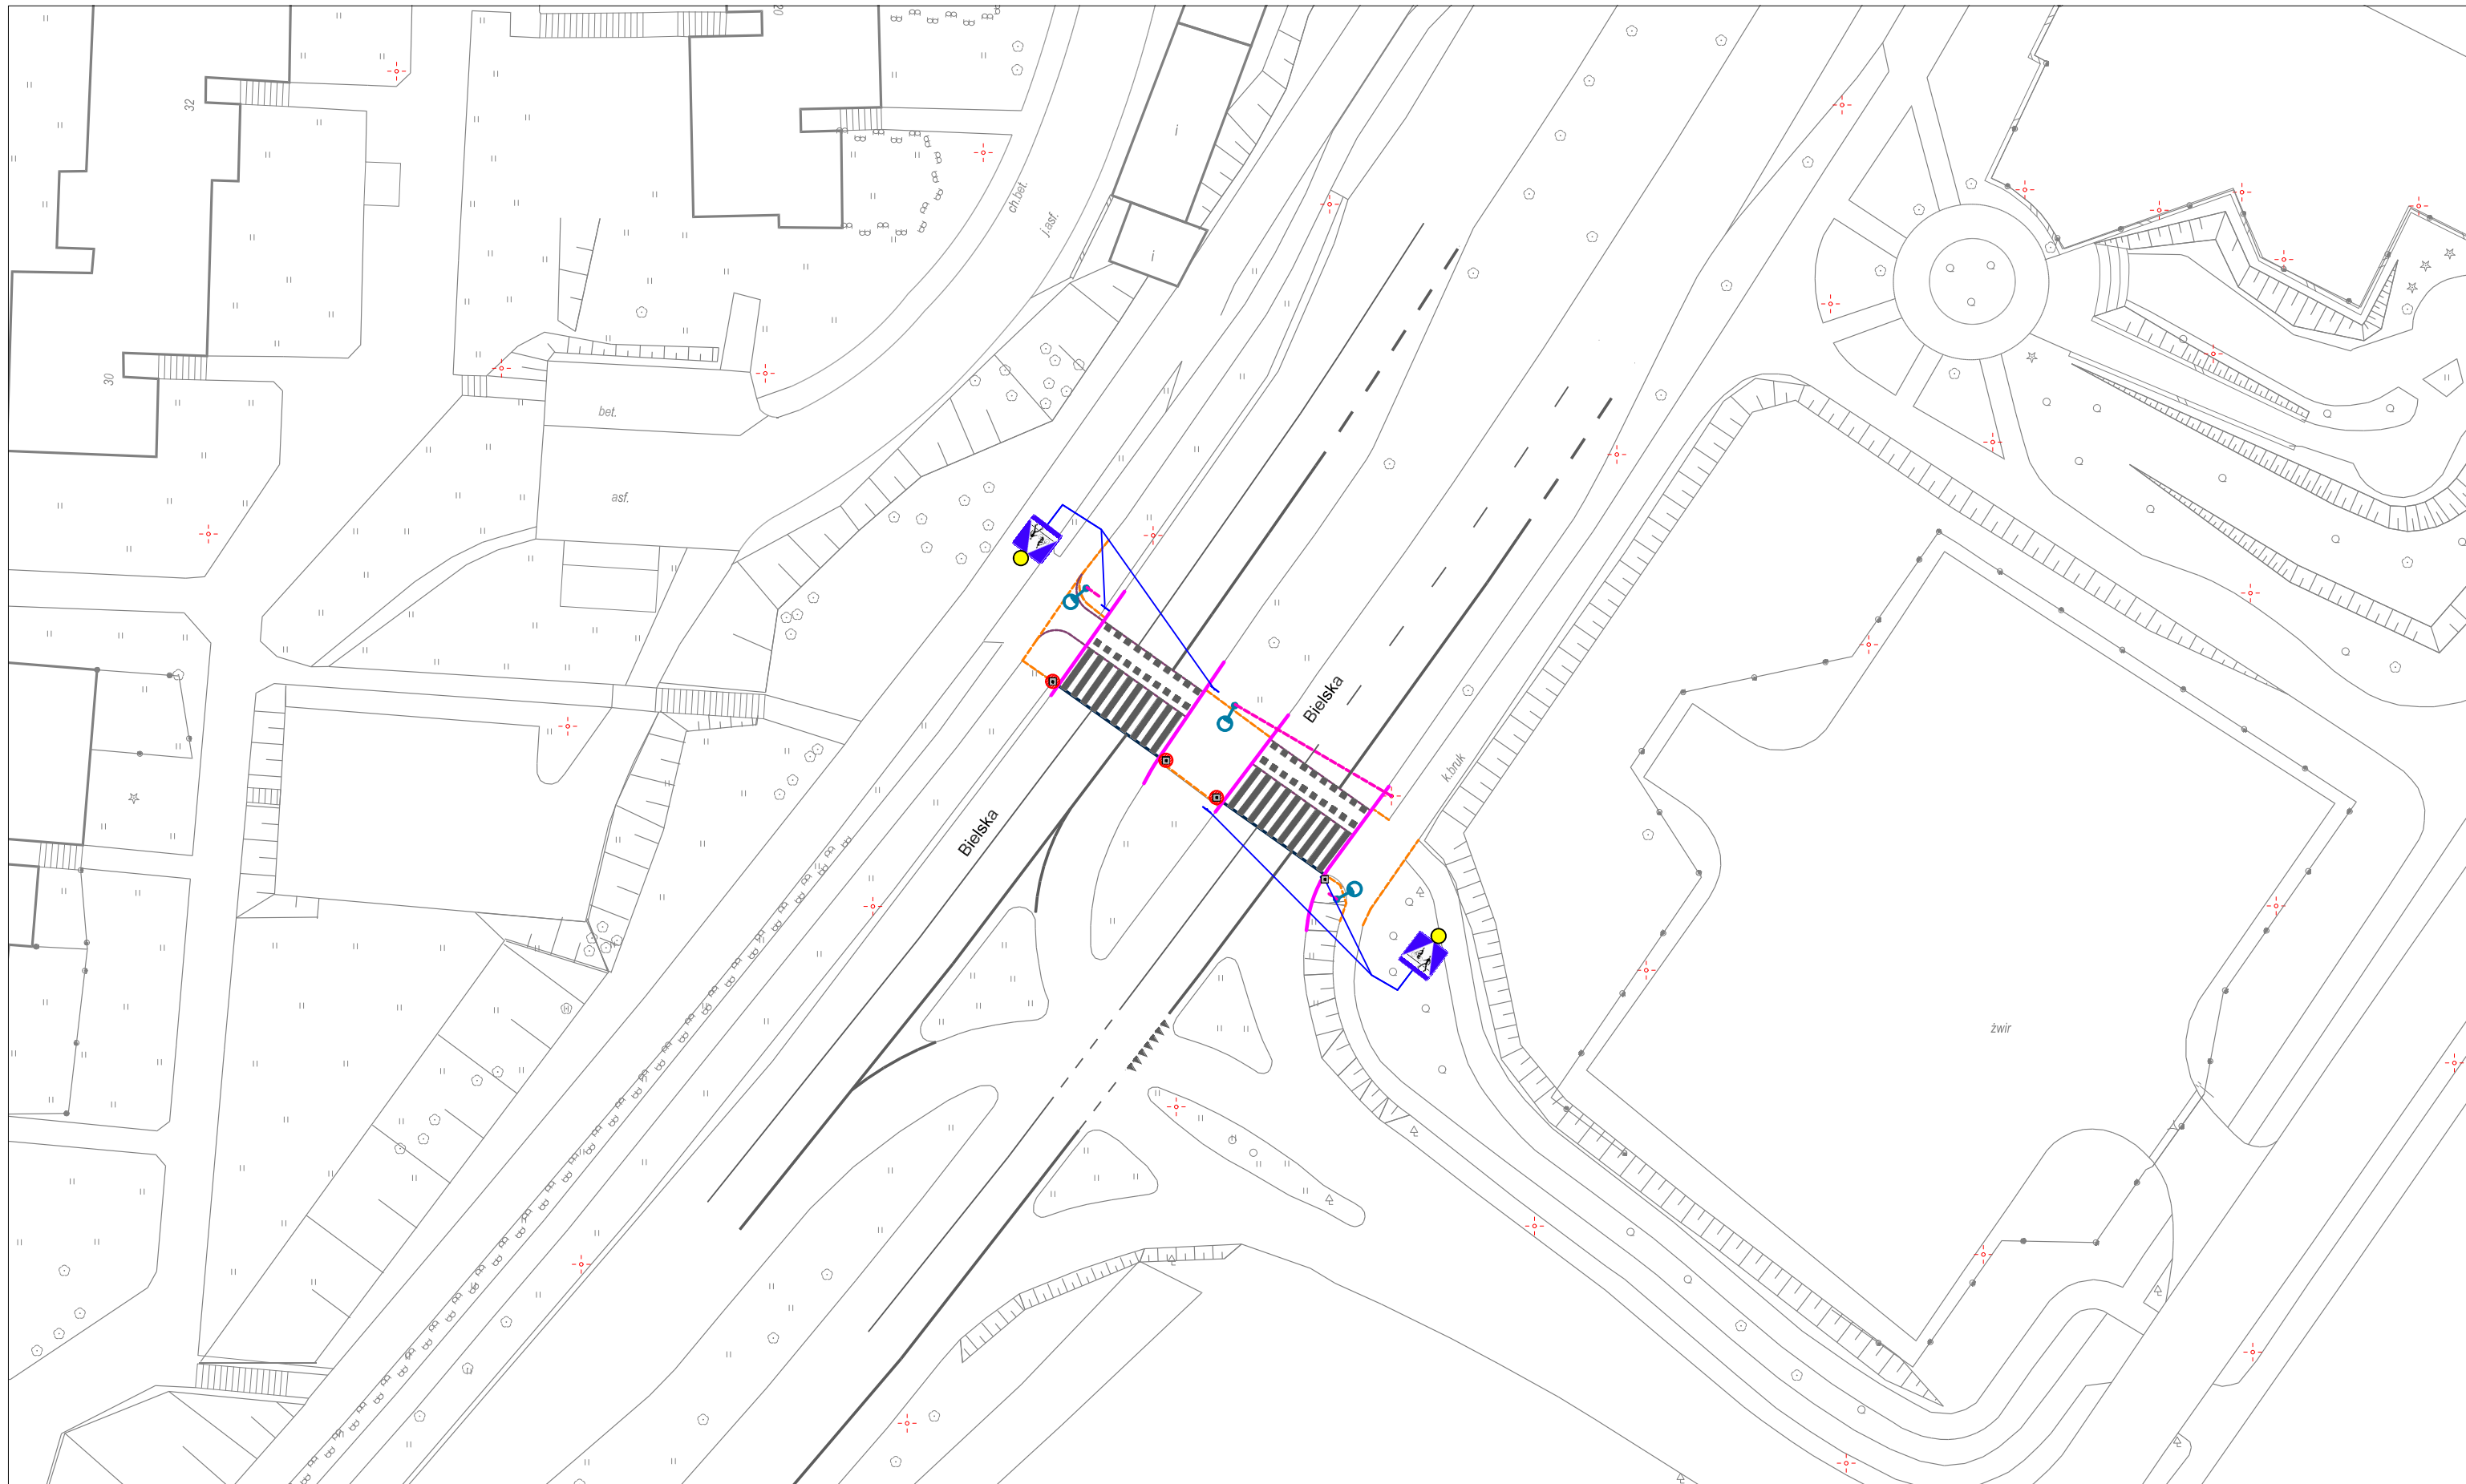 20
32
i
ch.bet.
j.asf.
i
30
bet.
asf.
Bielska
k.bruk
Bielska
żwir